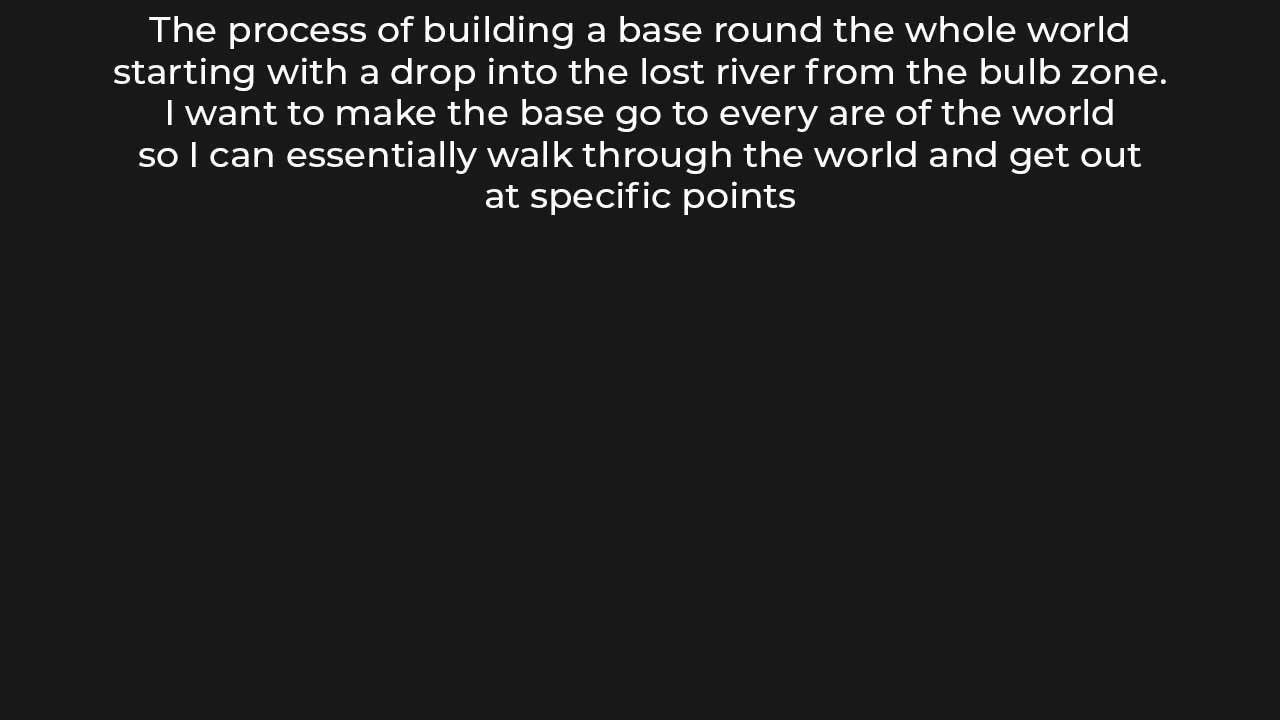 The process of building a base round the whole world
starting with a drop into the lost river from the bulb zone.
I want to make the base go to every are of the world
so I can essentially walk through the world and get out
at specific points